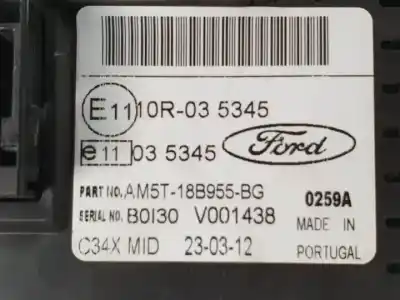 E11 10R-03 5345
e 11 03 5345
Ford
PART NO. AM5T-18B955-BG
0259A
SERIAL NO. B0I30 V001438
MADE IN
C34X MID 23-03-12
PORTUGAL